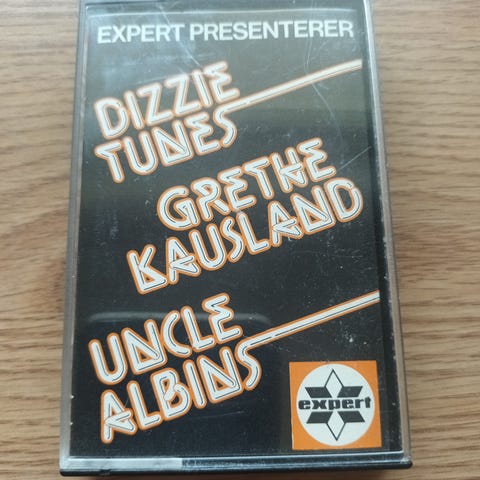 EXPERT PRESENTERER
DIZZIE
TUNES
GRETHE
KAUSLAND
UNCLE
ALBINS
expert